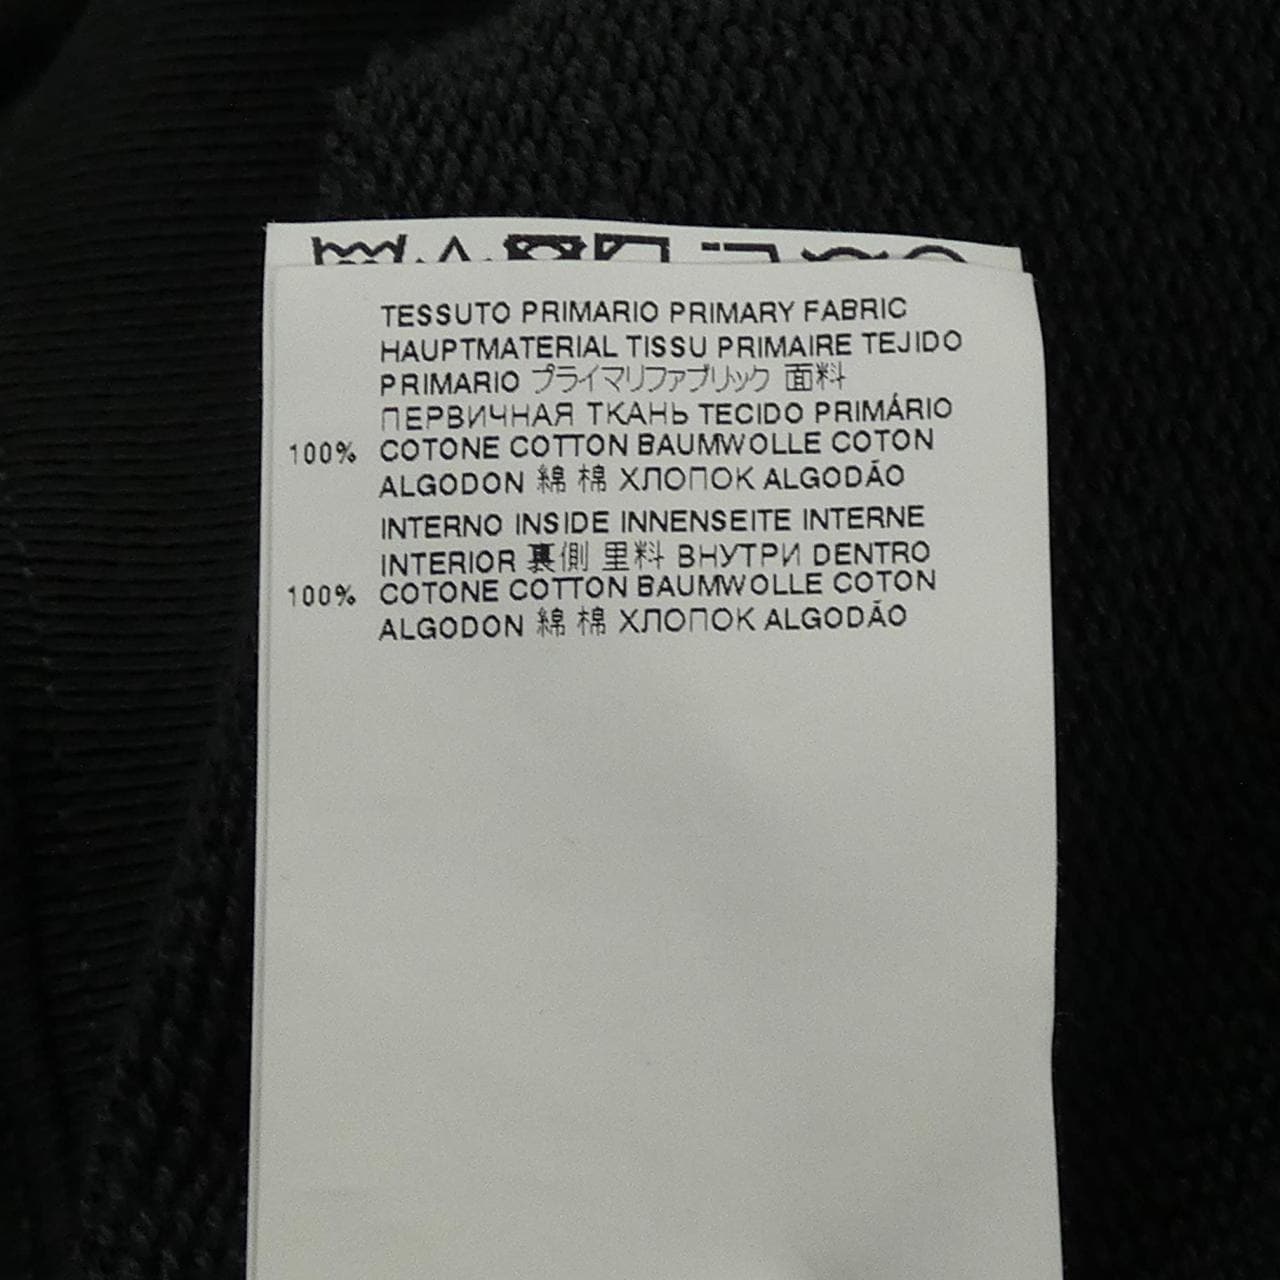 TESSUTO PRIMARIO PRIMARY FABRIC
HAUPTMATERIAL TISSU PRIMAIRE TEJIDO
PRIMARIO プライマリファブリック 面料
ПЕРВИЧНАЯ ТКАНЬ TECIDO PRIMÁRIO
100% COTONE COTTON BAUMWOLLE COTON
ALGODON 綿 棉 ХЛОПОК ALGODÃO
INTERNO INSIDE INNENSEITE INTERNE
INTERIOR 裏側 里料 ВНУТРИ DENTRO
100% COTONE COTTON BAUMWOLLE COTON
ALGODON 綿 棉 ХЛОПОК ALGODÃO